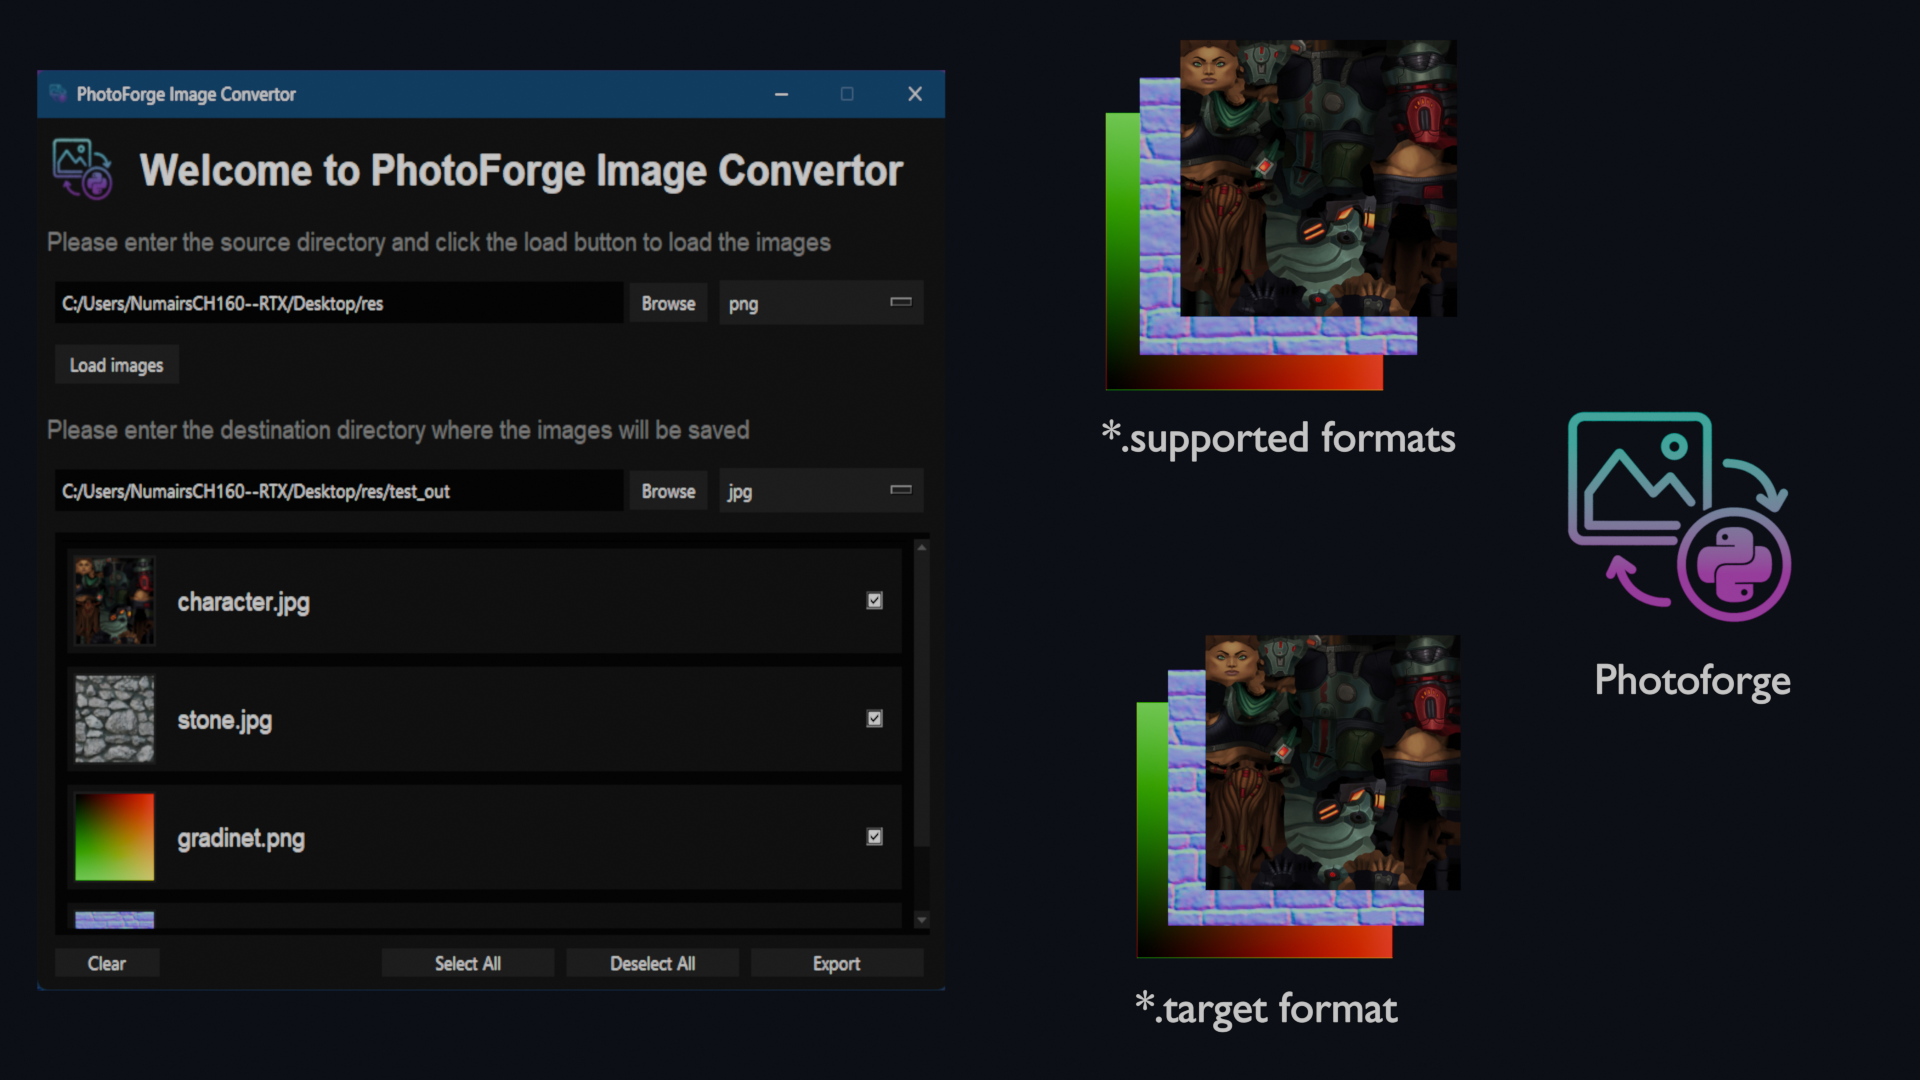 PhotoForge Image Convertor
Welcome to PhotoForge Image Convertor
Please enter the source directory and click the load button to load the images
C:/Users/NumairsCH160--RTX/Desktop/res
Browse
png
Load images
Please enter the destination directory where the images will be saved
C:/Users/NumairsCH160--RTX/Desktop/res/test_out
Browse
jpg
character.jpg
stone.jpg
gradinet.png
Clear
Select All
Deselect All
Export
*.supported formats
Photoforge
*.target format